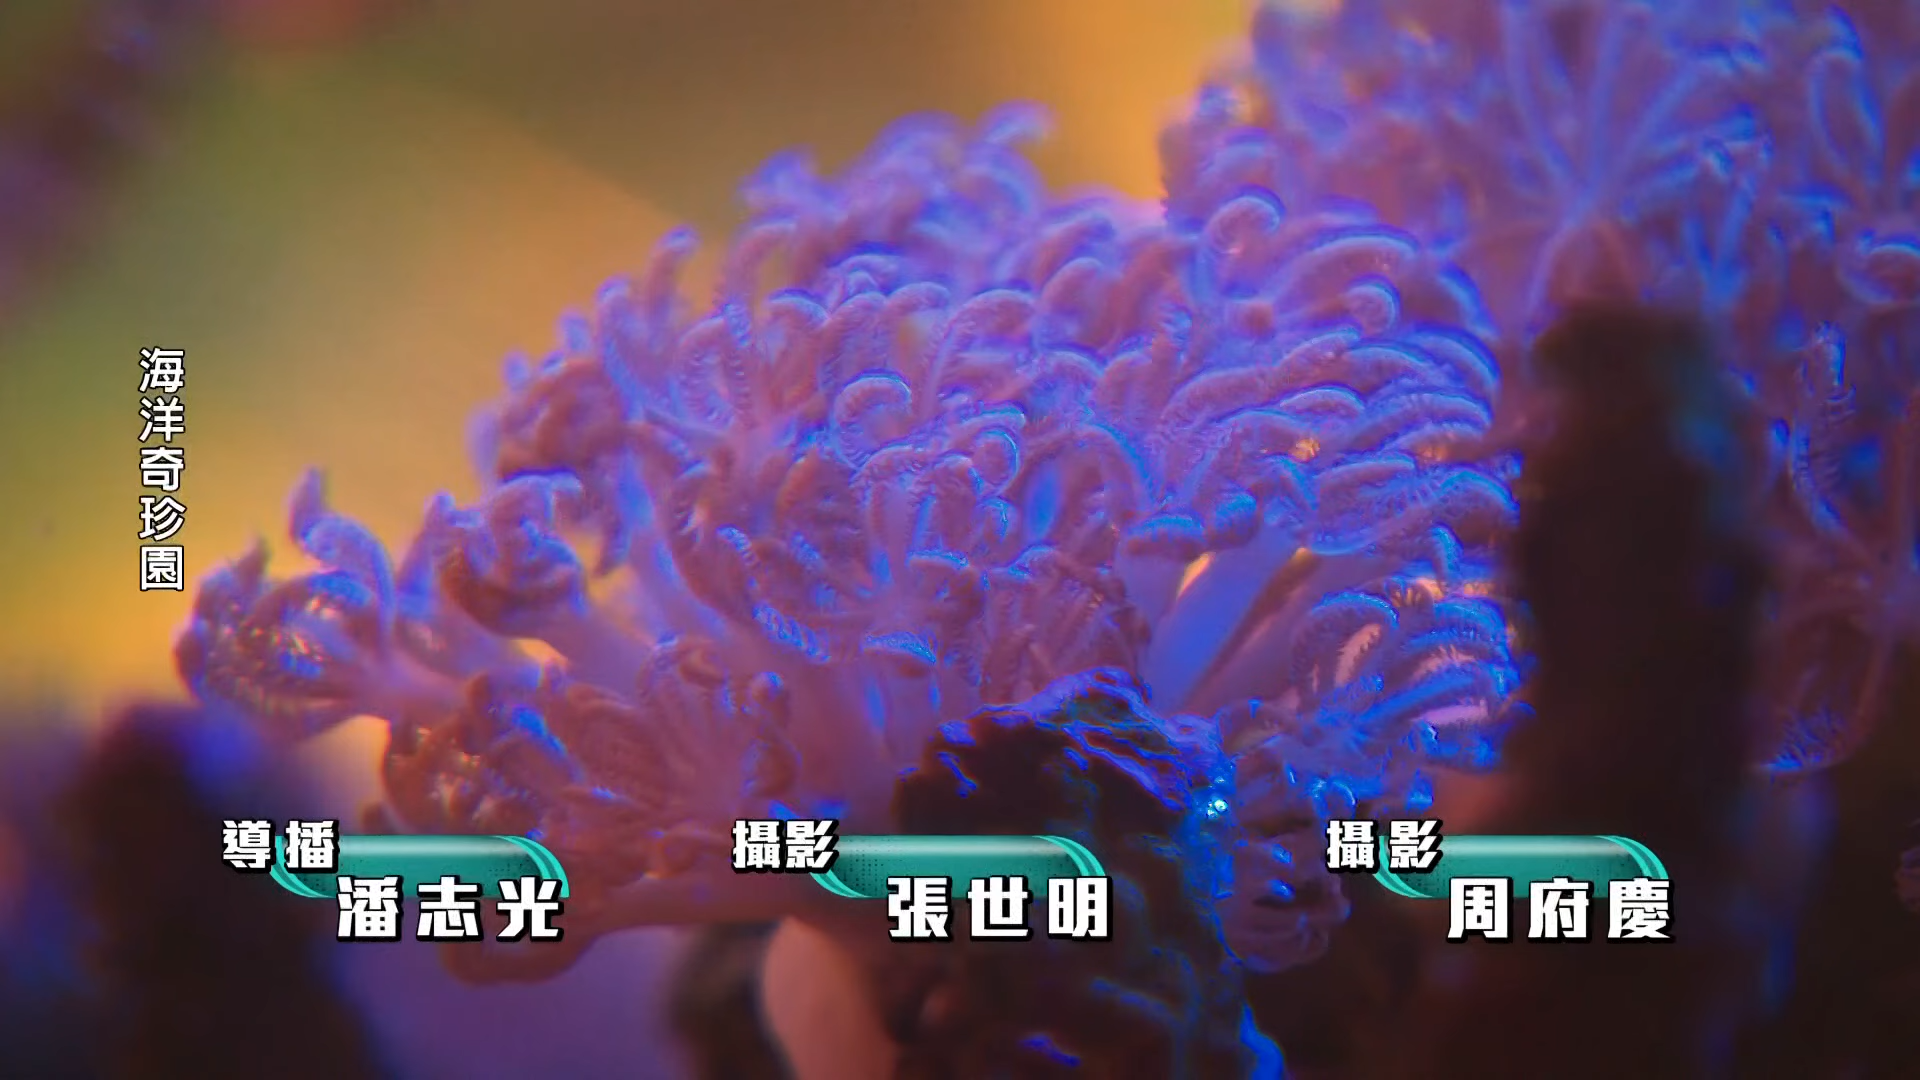 海洋奇珍園
導播
潘志光
攝影
張世明
攝影
周府慶